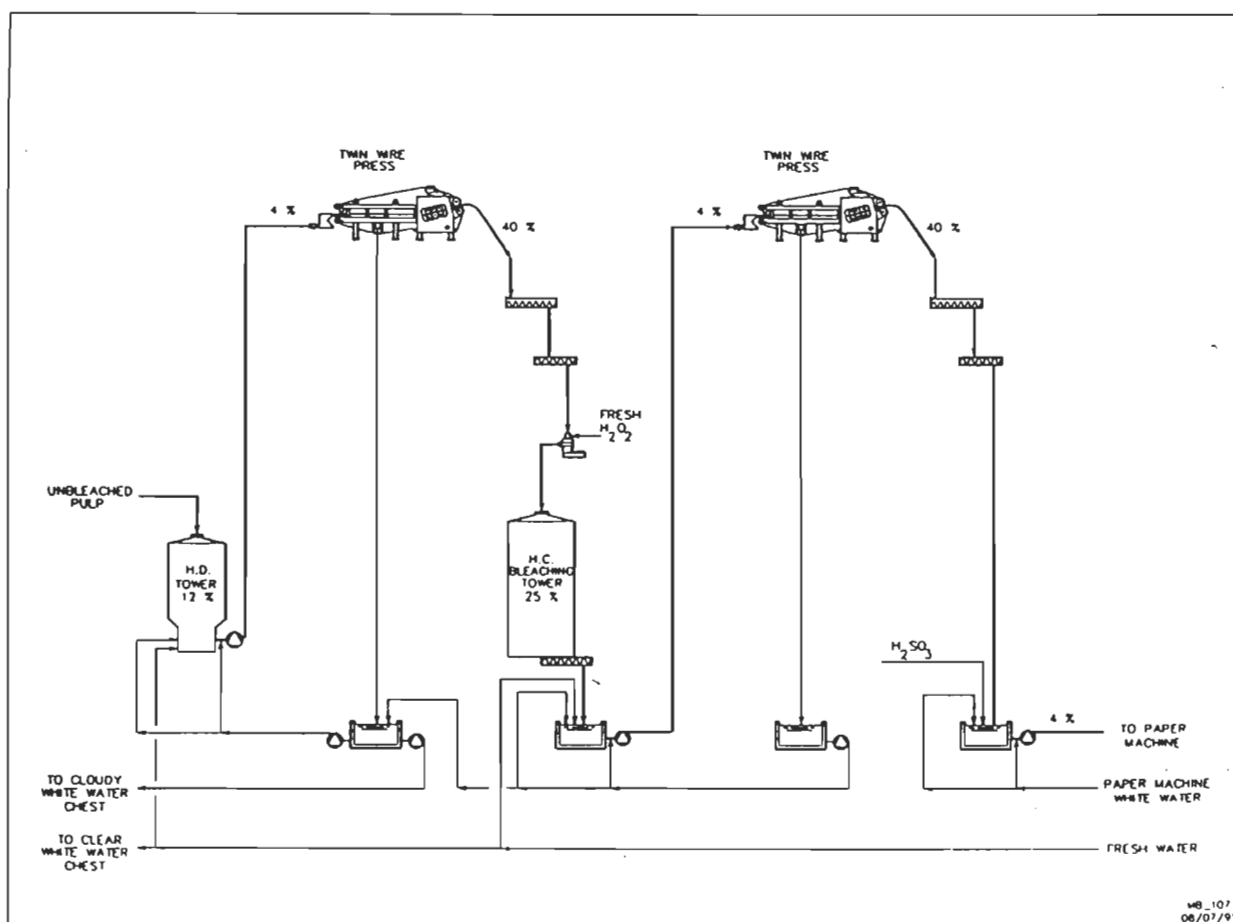 TWIN WIRE
PRESS
TWIN WIRE
PRESS
4 %
40 %
4 %
40 %
FRESH
H2O2
UNBLEACHED
PULP
H.D.
TOWER
12 %
H.C.
BLEACHING
TOWER
25 %
H2SO3
4 %
TO PAPER
MACHINE
TO CLOUDY
WHITE WATER
CHEST
PAPER MACHINE
WHITE WATER
TO CLEAR
WHITE WATER
CHEST
FRESH WATER
MB_107